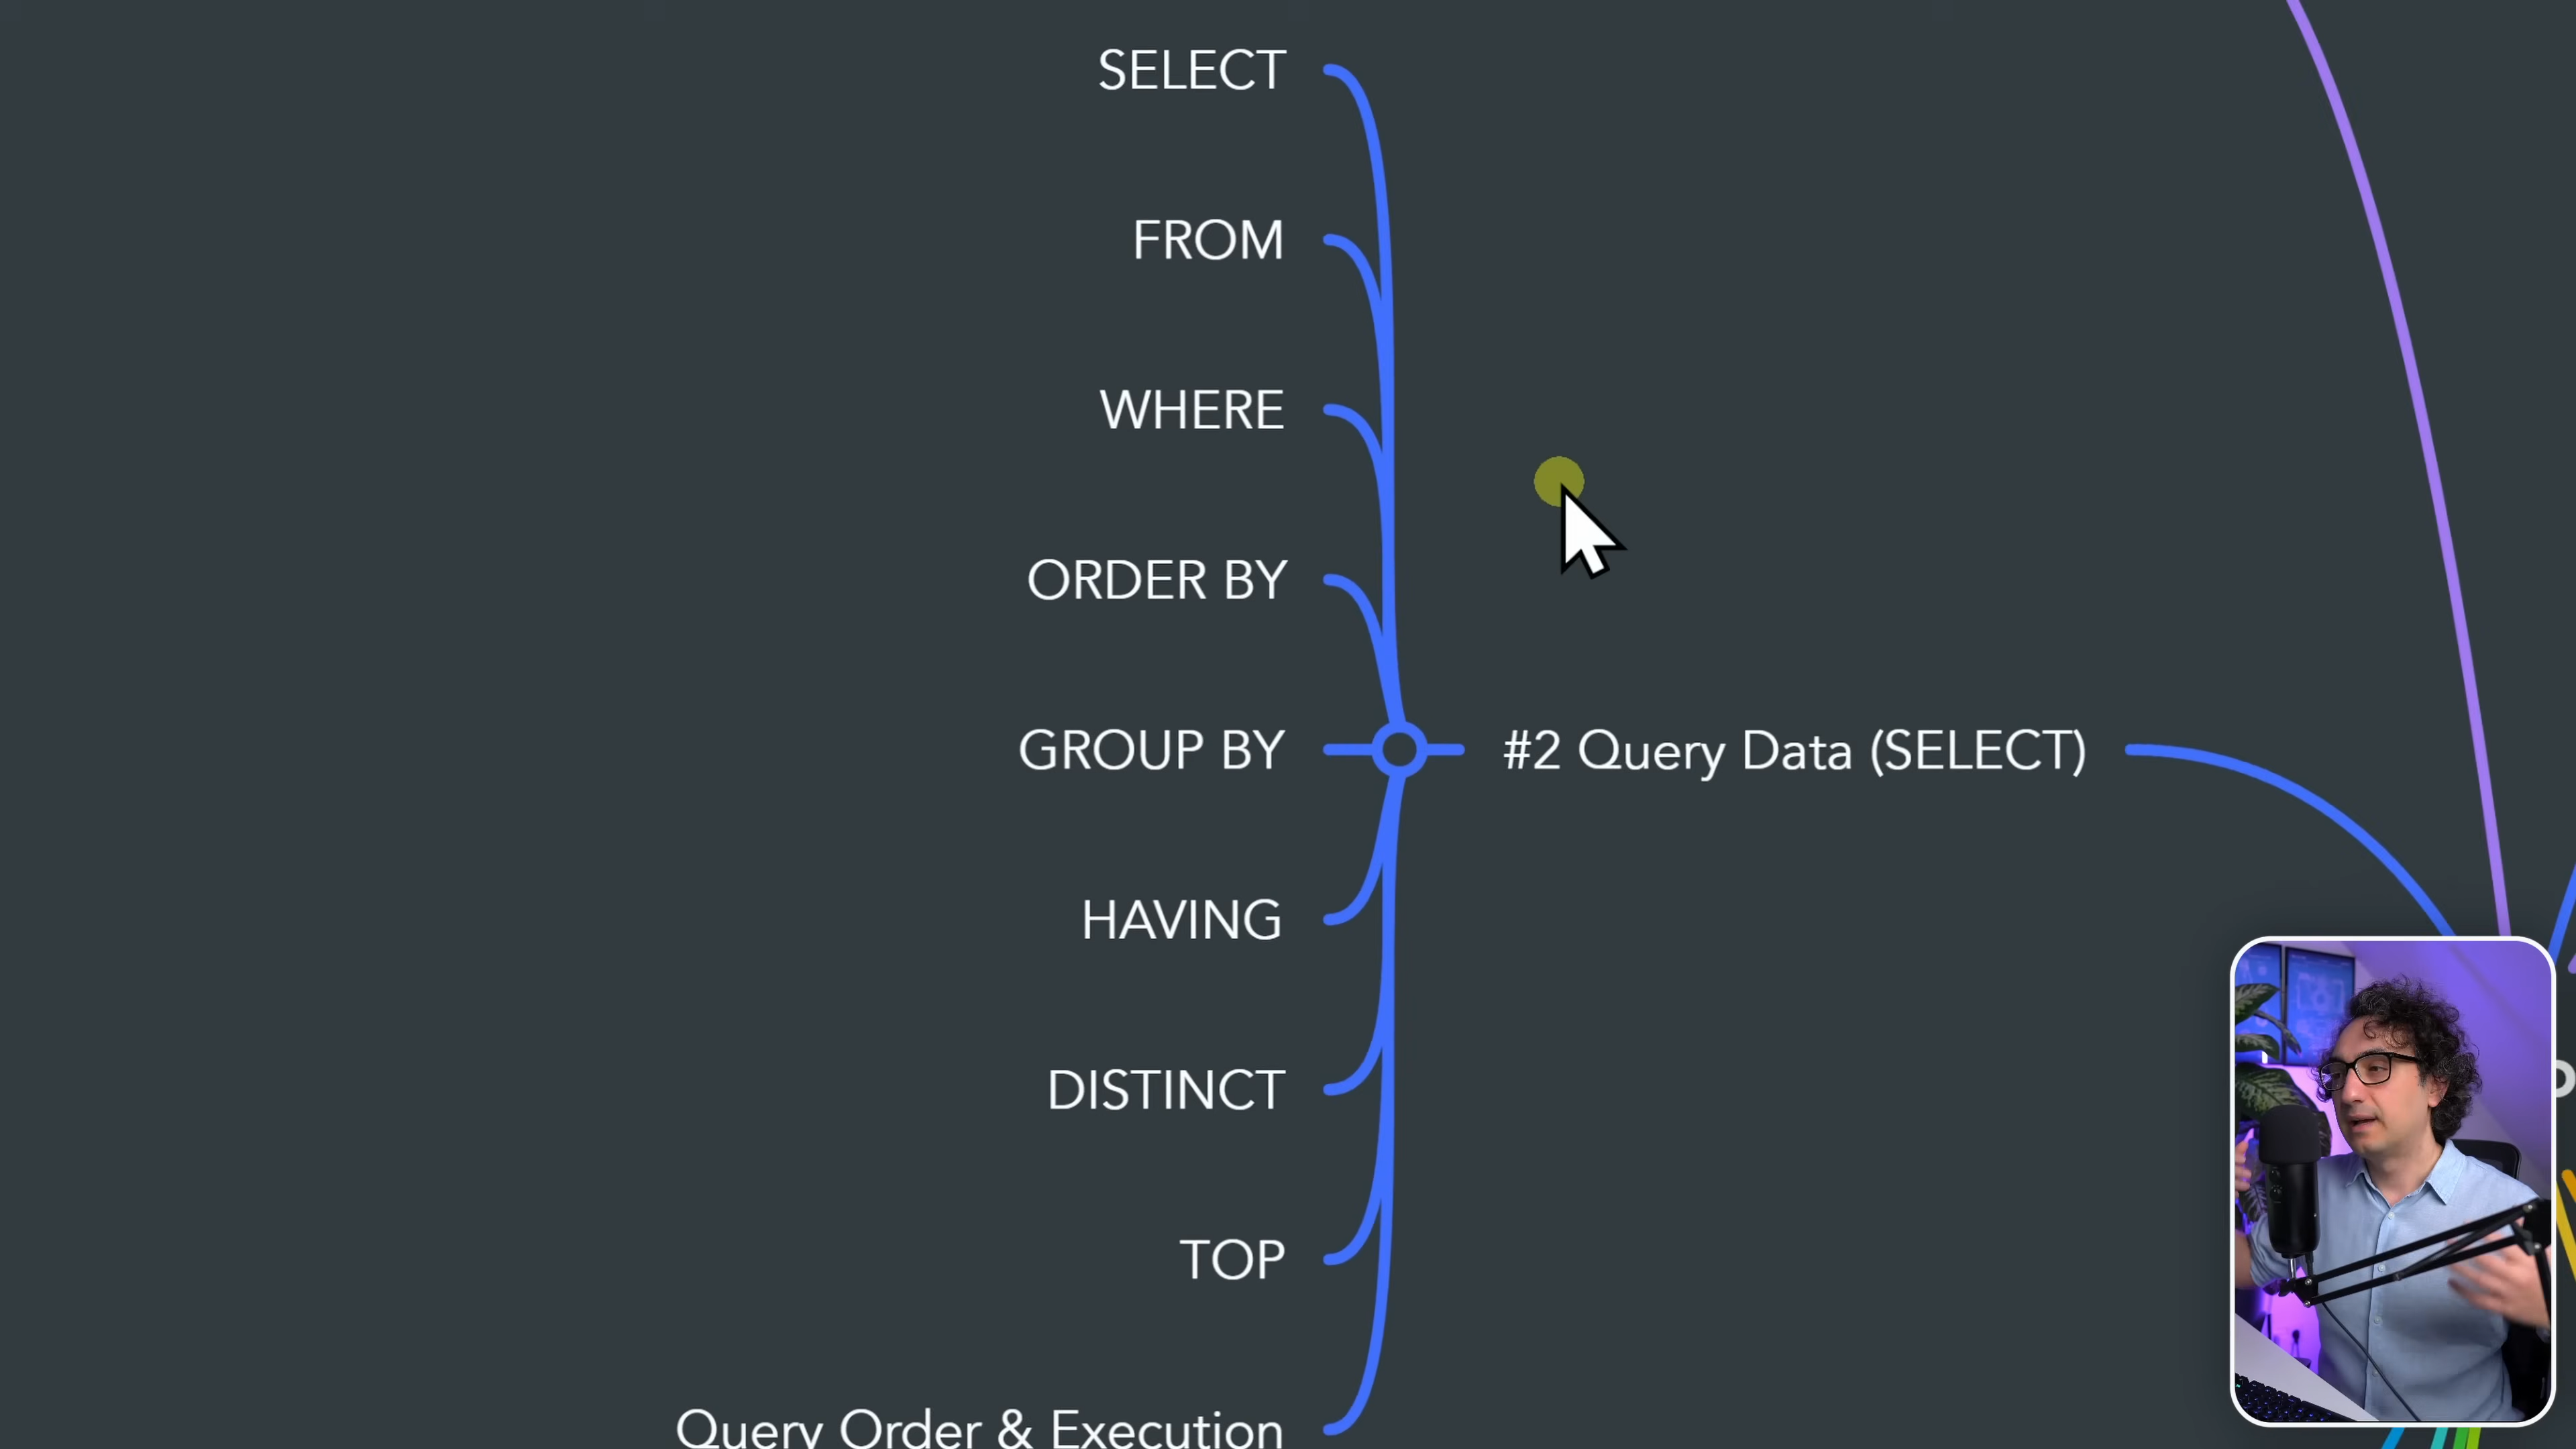 SELECT
FROM
WHERE
ORDER BY
GROUP BY
#2 Query Data (SELECT)
HAVING
DISTINCT
TOP
Query Order & Execution